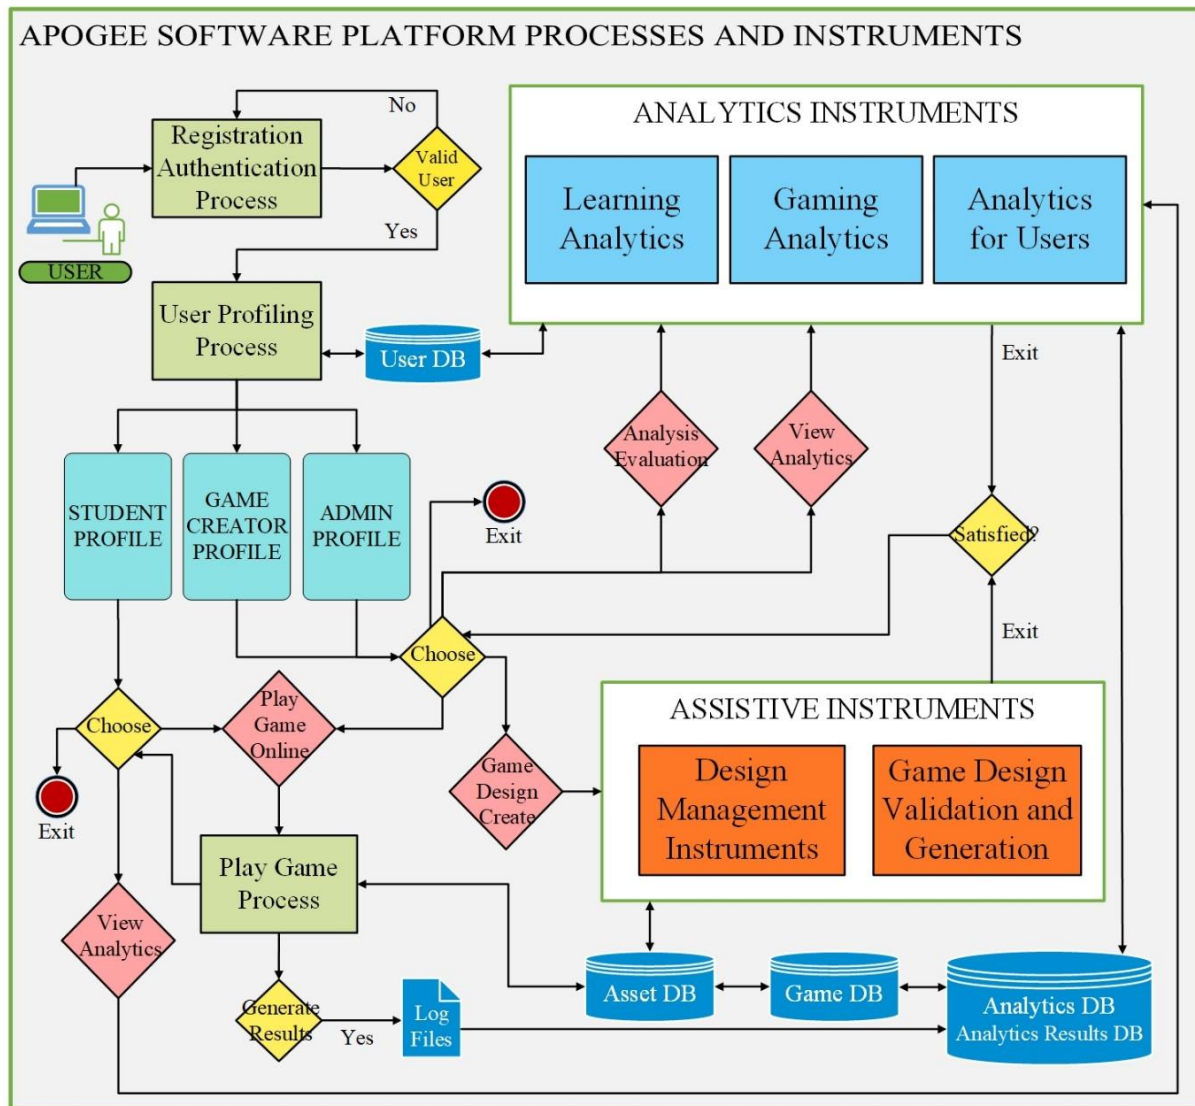 APOGEE SOFTWARE PLATFORM PROCESSES AND INSTRUMENTS
No
Registration
Authentication
Process
Valid
User
USER
Yes
ANALYTICS INSTRUMENTS
Learning
Analytics
Gaming
Analytics
Analytics
for Users
User Profiling
Process
User DB
Exit
STUDENT
PROFILE
GAME
CREATOR
PROFILE
ADMIN
PROFILE
Exit
Analysis
Evaluation
View
Analytics
Satisfied?
Exit
Choose
Choose
Exit
Play
Game
Online
Game
Design
Create
ASSISTIVE INSTRUMENTS
Design
Management
Instruments
Game Design
Validation and
Generation
Play Game
Process
View
Analytics
Generate
Results
Yes
Log
Files
Asset DB
Game DB
Analytics DB
Analytics Results DB